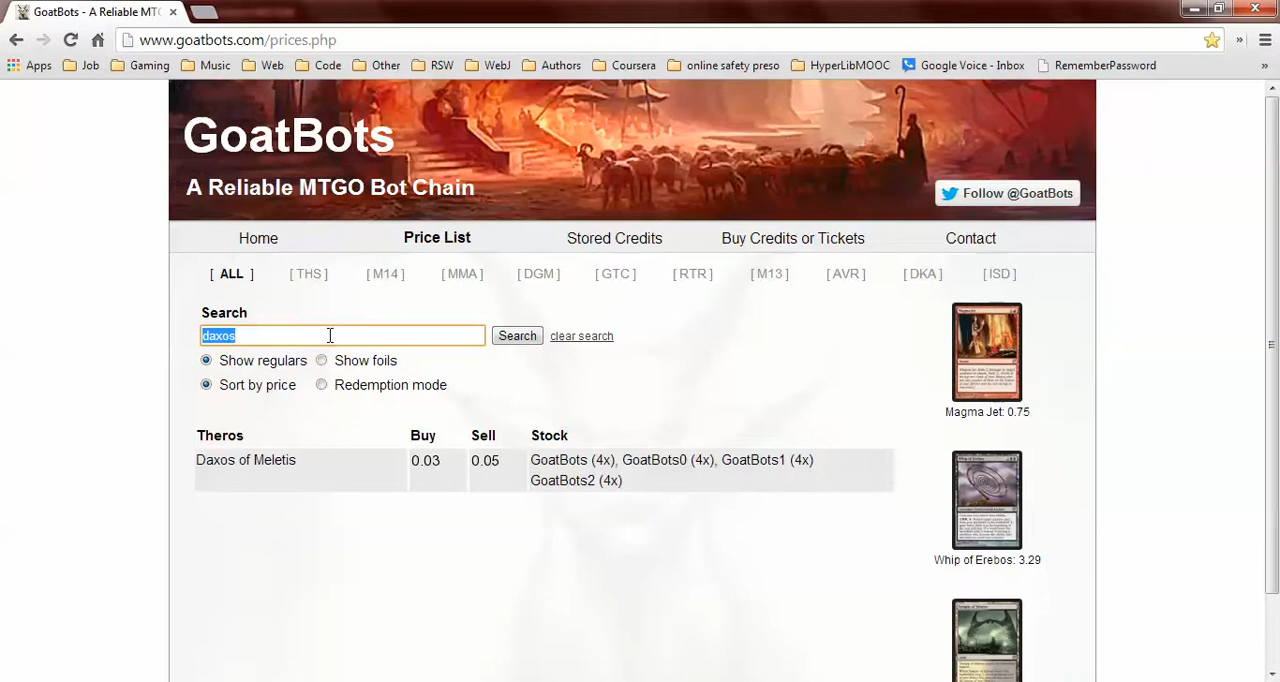 GoatBots - A Reliable MTG
www.goatbots.com/prices.php
Apps Job Gaming Music Web Code Other RSW WebJ Authors Coursera online safety preso HyperLibMOOC Google Voice - Inbox RememberPassword »
GoatBots
A Reliable MTGO Bot Chain
Follow @GoatBots
Home Price List Stored Credits Buy Credits or Tickets Contact
[ ALL ] [ THS ] [ M14 ] [ MMA ] [ DGM ] [ GTC ] [ RTR ] [ M13 ] [ AVR ] [ DKA ] [ ISD ]
Search
daxos Search clear search
Show regulars Show foils
Sort by Redemption mode
Theros Buy Sell Stock
Daxos of Meletis 0.03 0.05 GoatBots (4x), GoatBots0 (4x), GoatBots1 (4x)
GoatBots2 (4x)
Magma Jet: 0.75
Whip of Erebos: 3.29